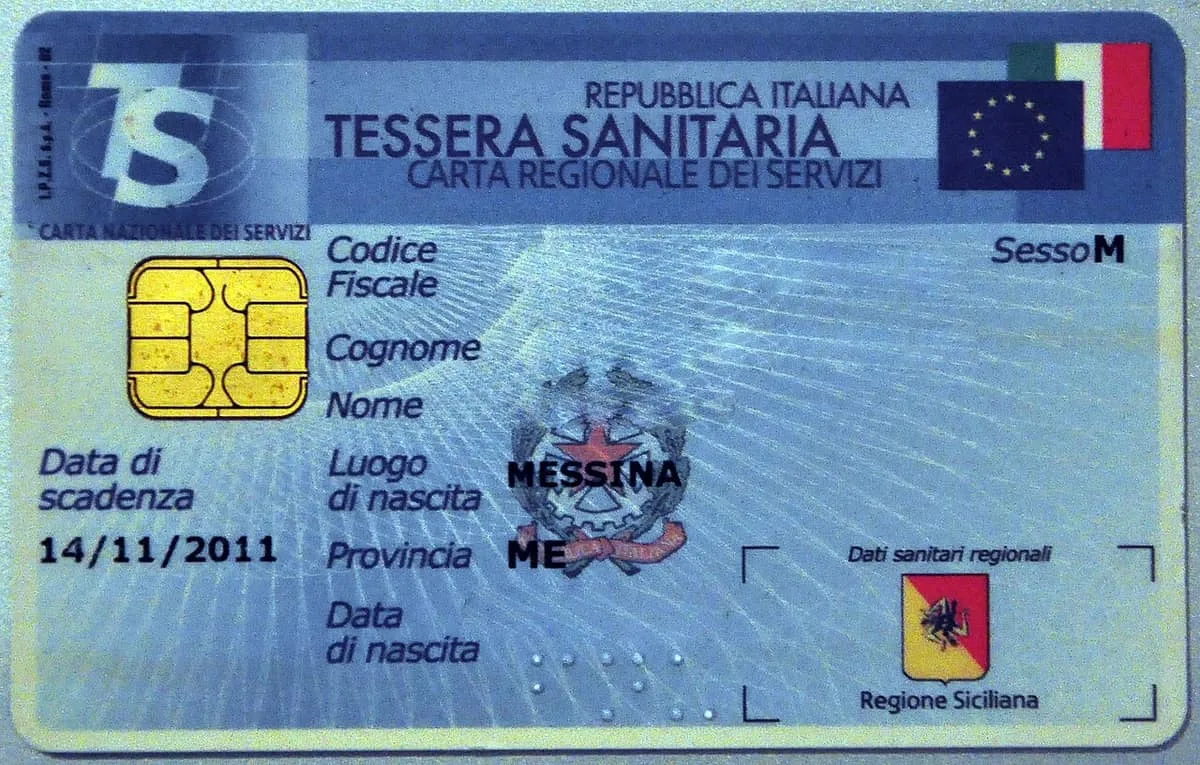 I.P.Z.S. S.p.A. - Roma - 02
TS
REPUBBLICA ITALIANA
TESSERA SANITARIA
CARTA REGIONALE DEI SERVIZI
CARTA NAZIONALE DEI SERVIZI
Codice
Fiscale
Sesso M
Cognome
Nome
Data di
scadenza
14/11/2011
Luogo
di nascita MESSINA
Provincia ME
Data
di nascita
Dati sanitari regionali
Regione Siciliana